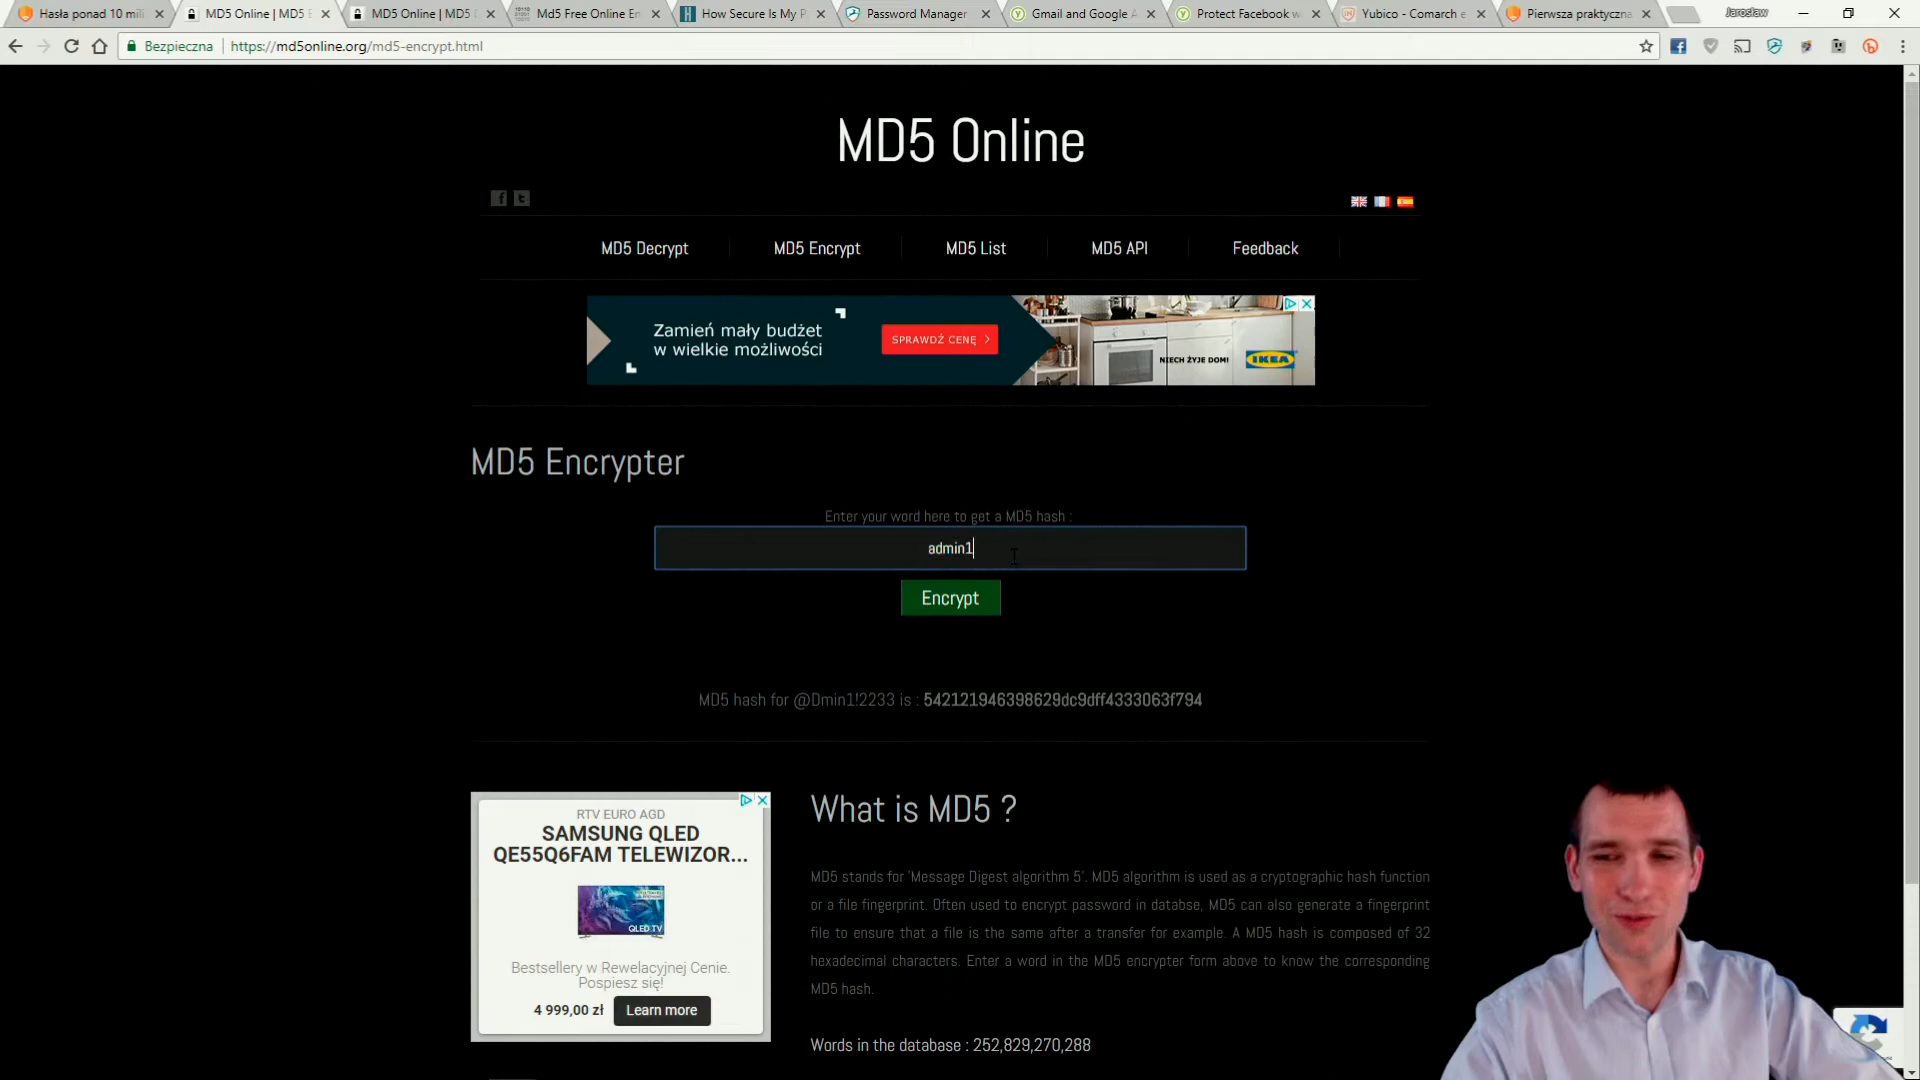 Hasła ponad 10 mili
MD5 Online | MD5 E
MD5 Online | MD5
Md5 Free Online En
How Secure Is My P
Password Manager
Gmail and Google A
Protect Facebook w
Yubico - Comarch e
Pierwsza praktyczna
Jarosław
Bezpieczna
https://md5online.org/md5-encrypt.html
MD5 Online
MD5 Decrypt
MD5 Encrypt
MD5 List
MD5 API
Feedback
Zamień mały budżet
w wielkie możliwości
SPRAWDŹ CENĘ >
NIECH ŻYJE DOM!
IKEA
MD5 Encrypter
Enter your word here to get a MD5 hash :
admin1
Encrypt
MD5 hash for @Dmin1!2233 is : 542121946398629dc9dff4333063f794
RTV EURO AGD
SAMSUNG QLED
QE55Q6FAM TELEWIZOR...
QLED TV
Bestsellery w Rewelacyjnej Cenie.
Pospiesz się!
4 999,00 zł
Learn more
What is MD5 ?
MD5 stands for 'Message Digest algorithm 5'. MD5 algorithm is used as a cryptographic hash function
or a file fingerprint. Often used to encrypt password in databse, MD5 can also generate a fingerprint
file to ensure that a file is the same after a transfer for example. A MD5 hash is composed of 32
hexadecimal characters. Enter a word in the MD5 encrypter form above to know the corresponding
MD5 hash.
Words in the database : 252,829,270,288